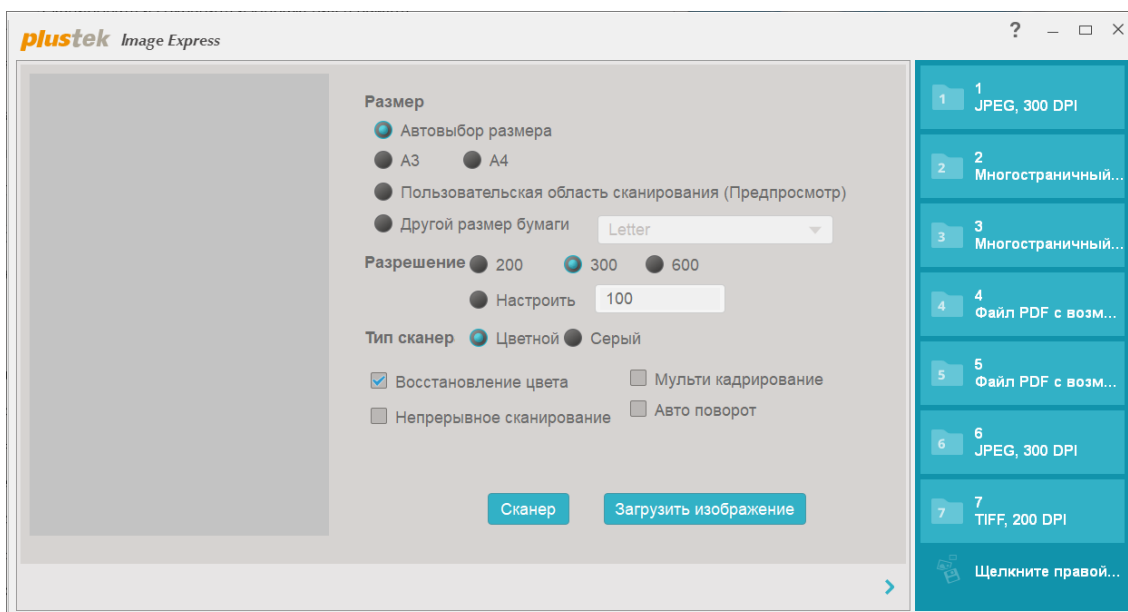 plustek Image Express
?
Размер
Автовыбор размера
A3 A4
Пользовательская область сканирования (Предпросмотр)
Другой размер бумаги Letter
Разрешение 200 300 600
Настроить 100
Тип сканер Цветной Серый
Восстановление цвета Мульти кадрирование
Непрерывное сканирование Авто поворот
Сканер Загрузить изображение
1 1
JPEG, 300 DPI
2 2
Многостраничный...
3 3
Многостраничный...
4 4
Файл PDF с возм...
5 5
Файл PDF с возм...
6 6
JPEG, 300 DPI
7 7
TIFF, 200 DPI
Щелкните правой...